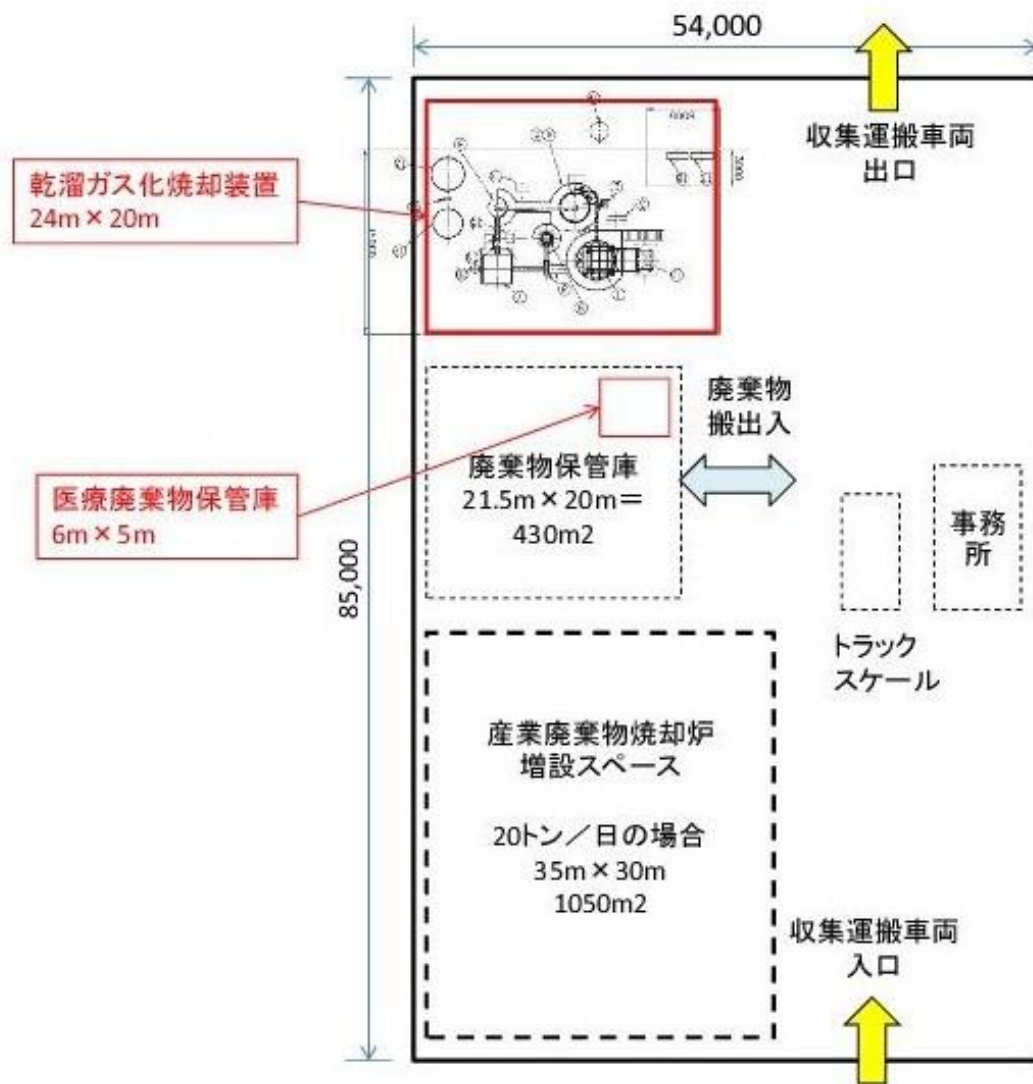 54,000
収集運搬車両
出口
乾溜ガス化焼却装置
24m×20m
廃棄物
搬出入
廃棄物保管庫
21.5m×20m＝
430m2
医療廃棄物保管庫
6m×5m
事務
所
85,000
トラック
スケール
産業廃棄物焼却炉
増設スペース
20トン／日の場合
35m×30m
1050m2
収集運搬車両
入口